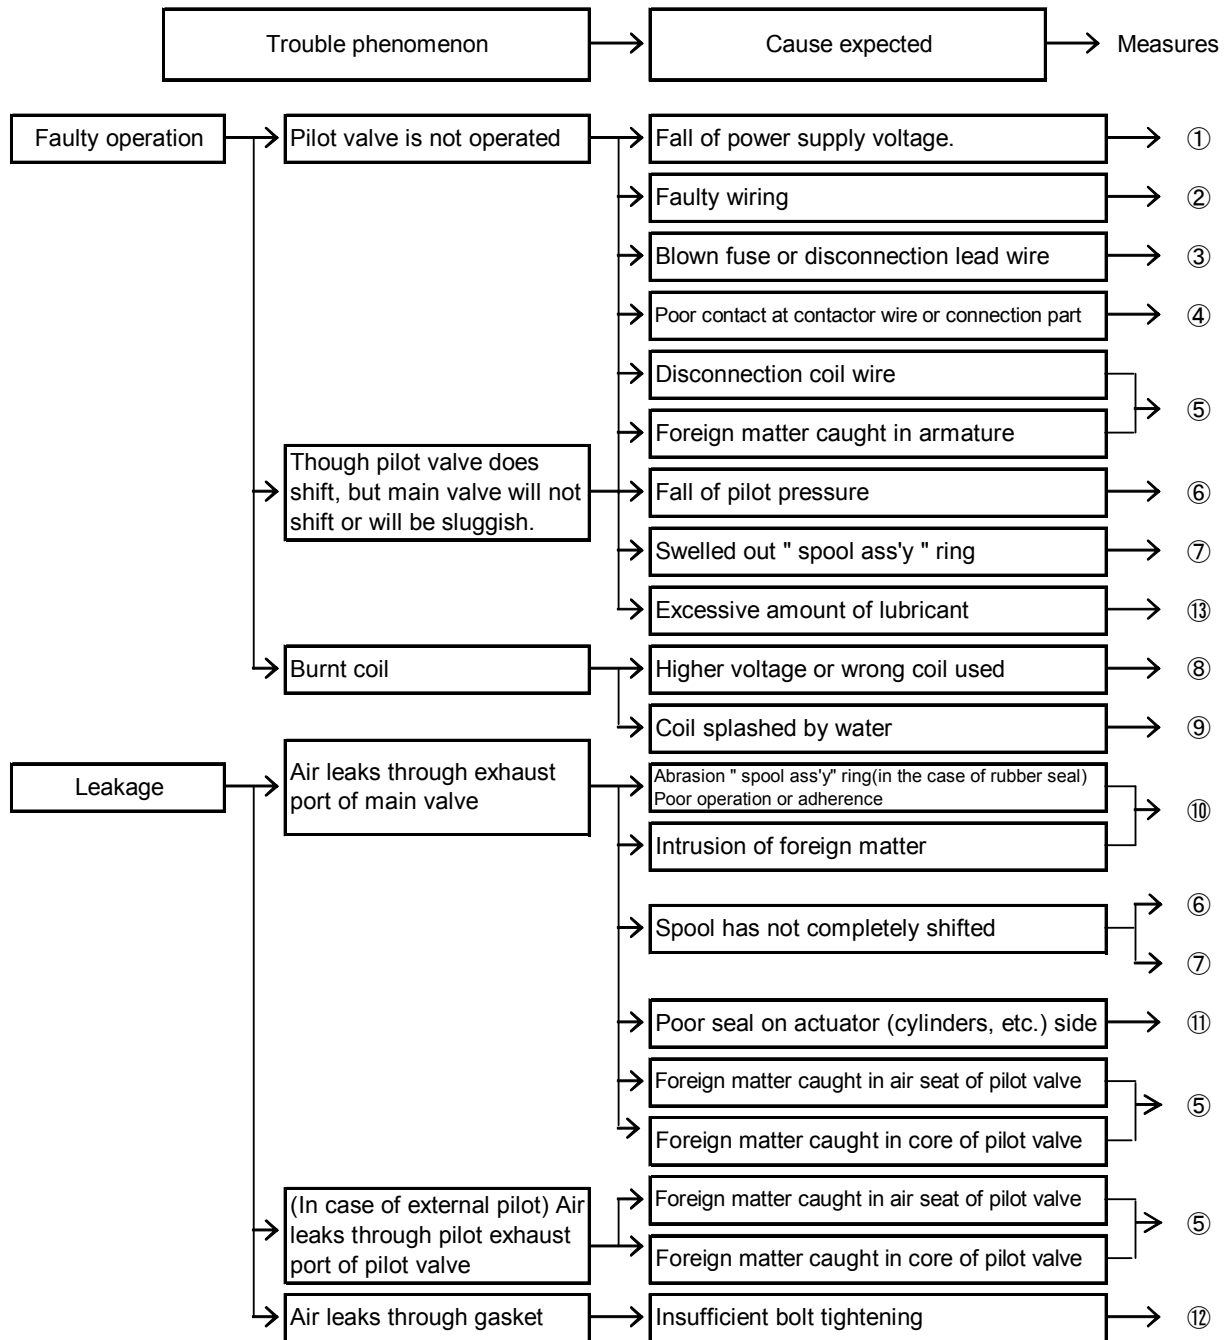 Trouble phenomenon
Cause expected
Measures
Faulty operation
Pilot valve is not operated
Fall of power supply voltage.
①
Faulty wiring
②
Blown fuse or disconnection lead wire
③
Poor contact at contactor wire or connection part
④
Disconnection coil wire
⑤
Foreign matter caught in armature
Though pilot valve does
shift, but main valve will not
shift or will be sluggish.
Fall of pilot pressure
⑥
Swelled out " spool ass'y " ring
⑦
Excessive amount of lubricant
⑬
Burnt coil
Higher voltage or wrong coil used
⑧
Coil splashed by water
⑨
Leakage
Air leaks through exhaust
port of main valve
Abrasion " spool ass'y" ring(in the case of rubber seal)
Poor operation or adherence
⑩
Intrusion of foreign matter
Spool has not completely shifted
⑥
⑦
Poor seal on actuator (cylinders, etc.) side
⑪
Foreign matter caught in air seat of pilot valve
⑤
Foreign matter caught in core of pilot valve
(In case of external pilot) Air
leaks through pilot exhaust
port of pilot valve
Foreign matter caught in air seat of pilot valve
⑤
Foreign matter caught in core of pilot valve
Air leaks through gasket
Insufficient bolt tightening
⑫